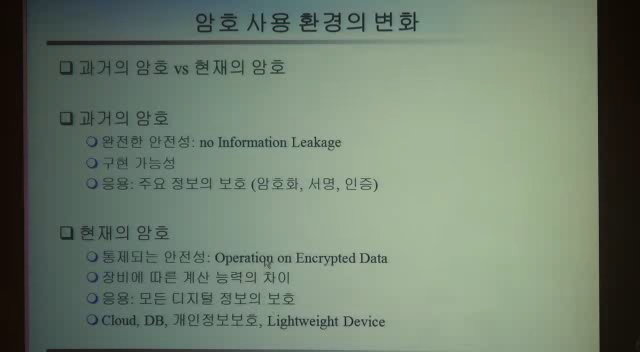 암호 사용 환경의 변화
과거의 암호 vs 현재의 암호
과거의 암호
완전한 안전성: no Information Leakage
구현 가능성
응용: 주요 정보의 보호 (암호화, 서명, 인증)
현재의 암호
통제되는 안전성: Operation on Encrypted Data
장비에 따른 계산 능력의 차이
응용: 모든 디지털 정보의 보호
Cloud, DB, 개인정보보호, Lightweight Device